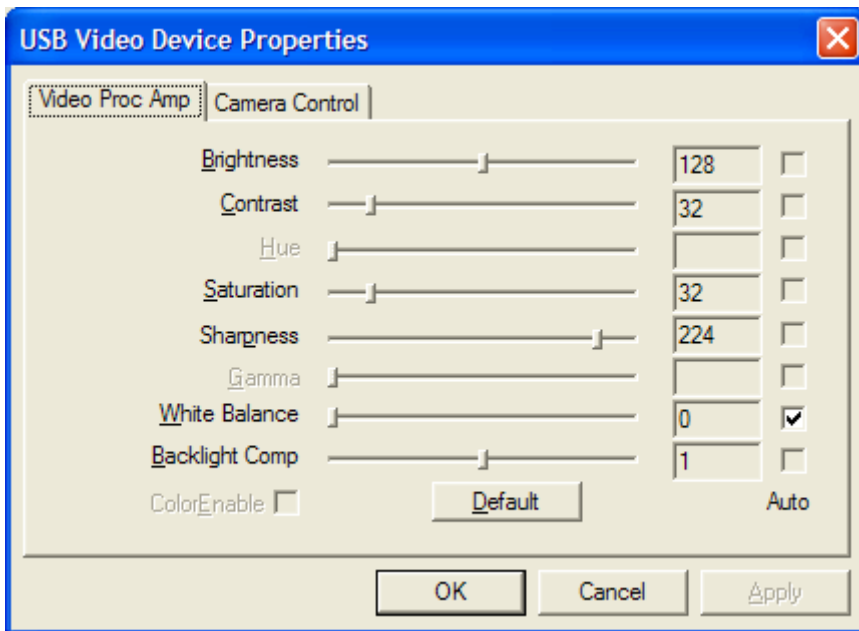 USB Video Device Properties
Video Proc Amp Camera Control
Brightness 128
Contrast 32
Hue
Saturation 32
Sharpness 224
Gamma
White Balance 0
Backlight Comp 1
ColorEnable Default Auto
OK Cancel Apply